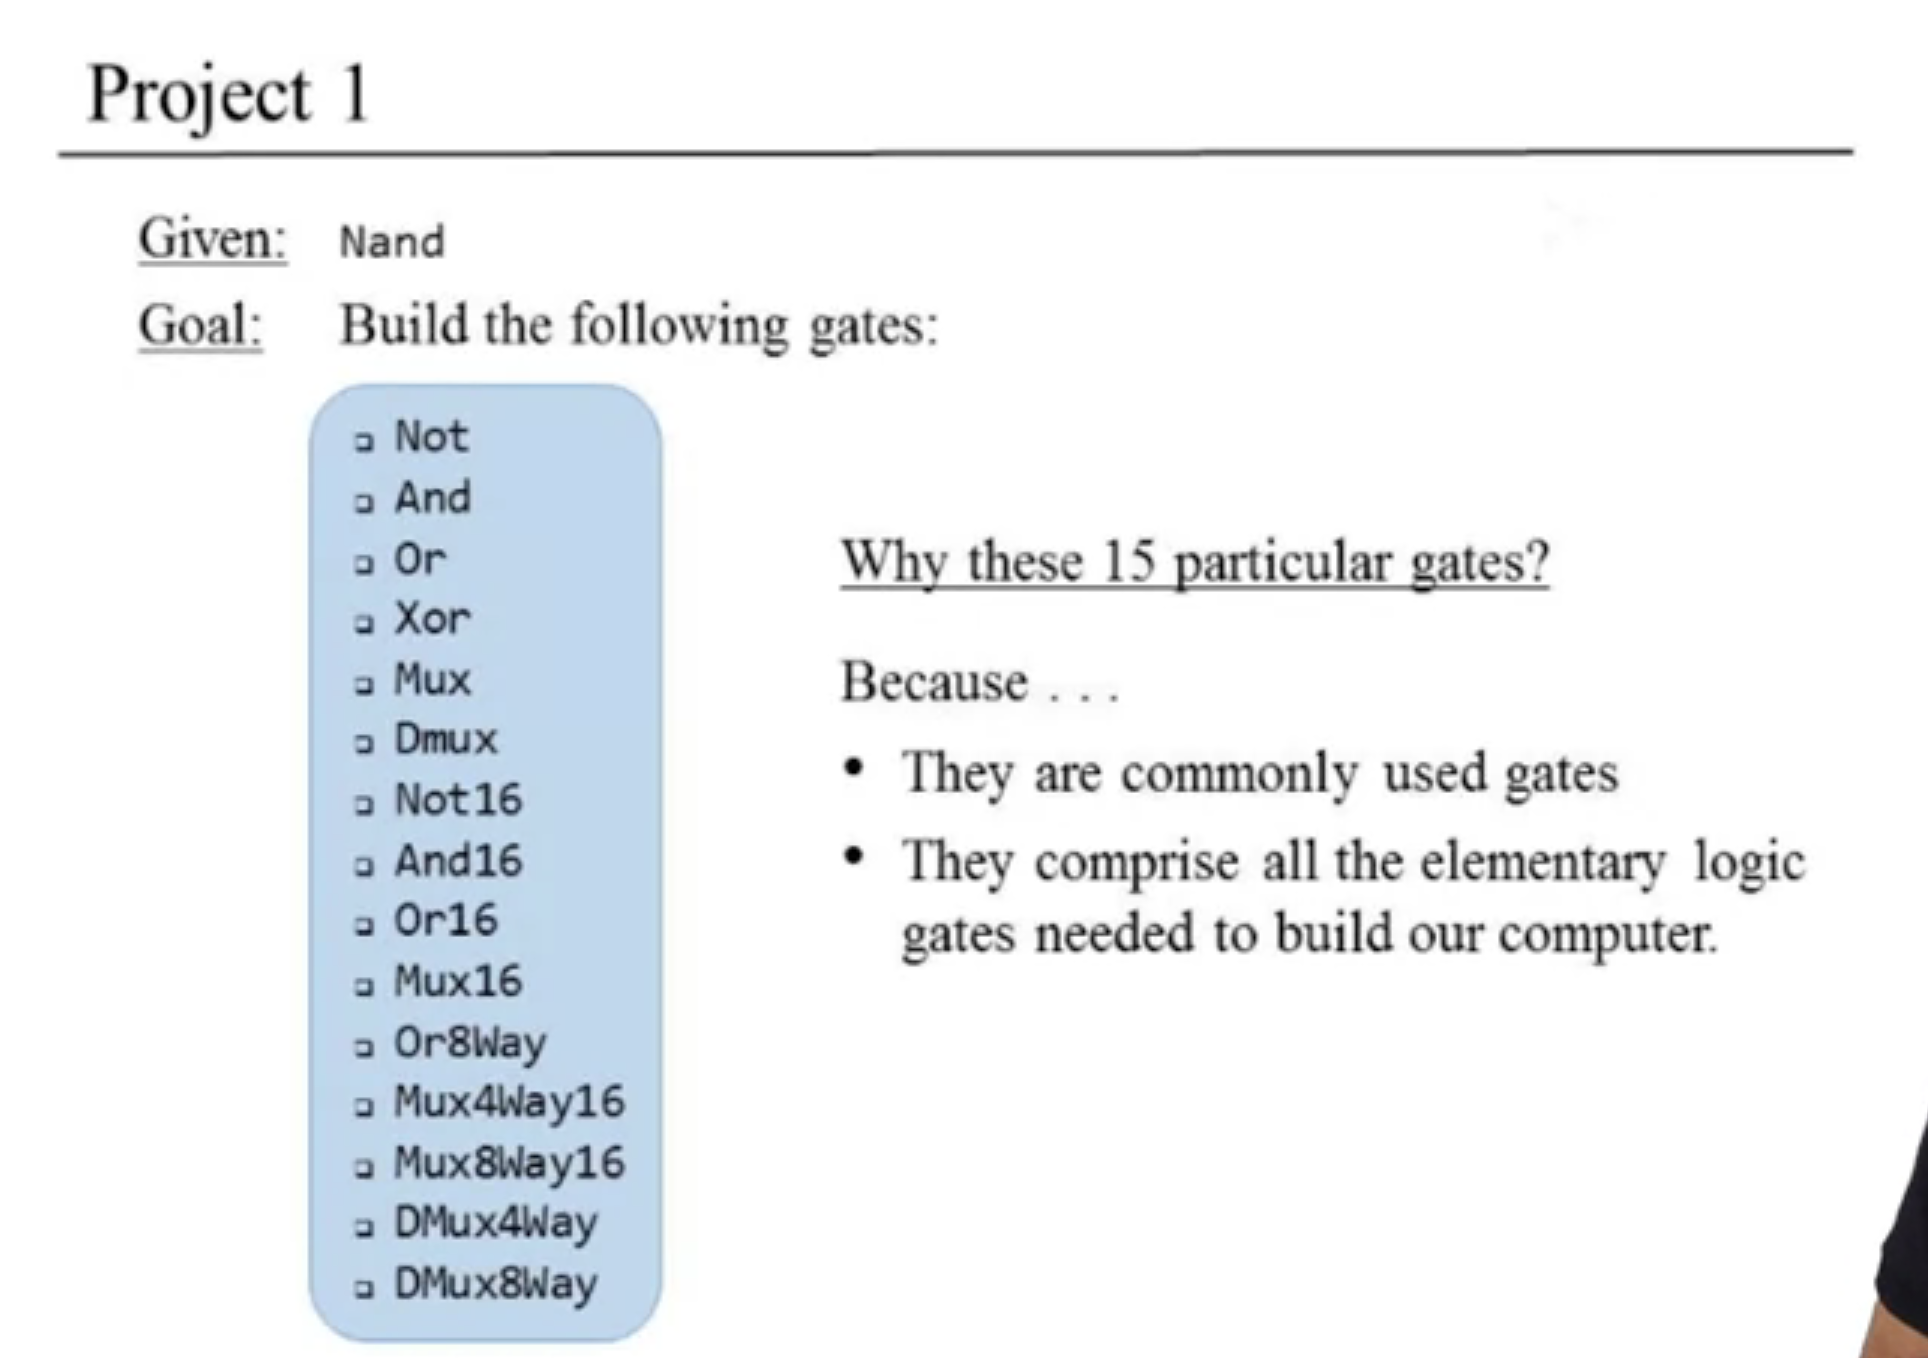 Project 1
Given: Nand
Goal: Build the following gates:
Not
And
Or
Xor
Mux
Dmux
Not16
And16
Or16
Mux16
Or8Way
Mux4Way16
Mux8Way16
DMux4Way
DMux8Way
Why these 15 particular gates?
Because . . .
• They are commonly used gates
• They comprise all the elementary logic
gates needed to build our computer.